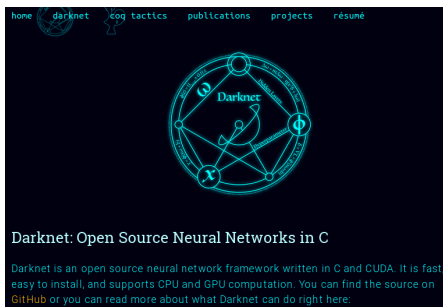 home darknet coq tactics publications projects résumé
Darknet
ω
ϕ
x
Darknet: Open Source Neural Networks in C
Darknet is an open source neural network framework written in C and CUDA. It is fast,
easy to install, and supports CPU and GPU computation. You can find the source on
GitHub or you can read more about what Darknet can do right here: